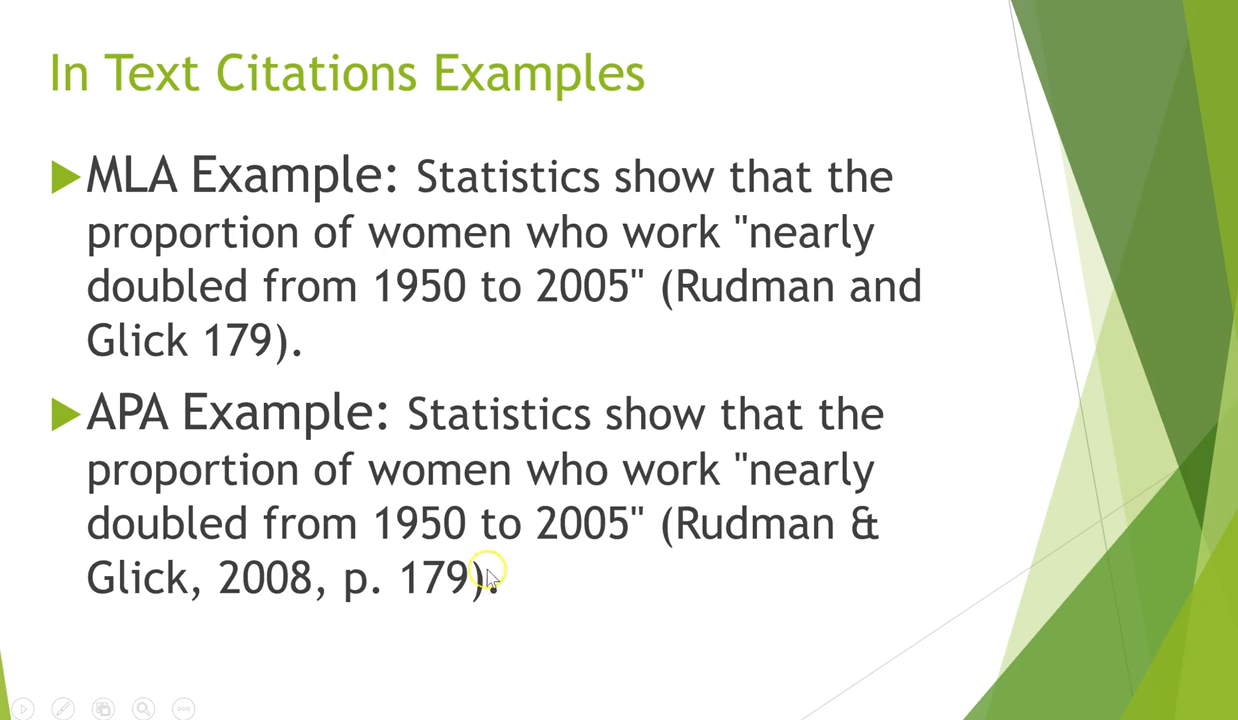 In Text Citations Examples
MLA Example: Statistics show that the
proportion of women who work "nearly
doubled from 1950 to 2005" (Rudman and
Glick 179).
APA Example: Statistics show that the
proportion of women who work "nearly
doubled from 1950 to 2005" (Rudman &
Glick, 2008, p. 179).